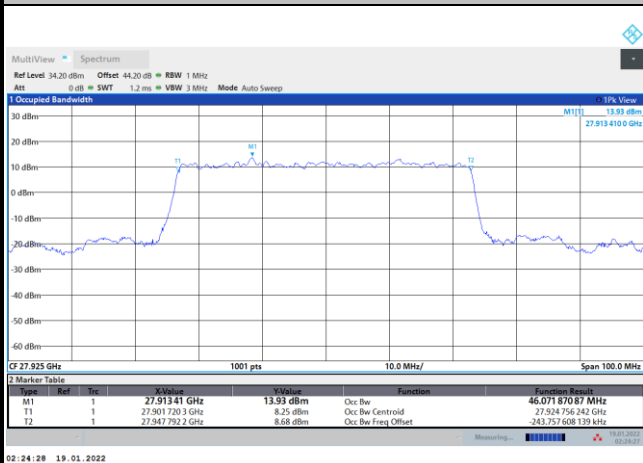 MultiView Spectrum
Ref Level 34.20 dBm Offset 44.20 dB RBW 1 MHz
Att 0 dB SWT 1.2 ms VBW 3 MHz Mode Auto Sweep
1 Occupied Bandwidth 1Pk View
M1[1] 13.93 dBm
27.913 410 0 GHz
30 dBm
20 dBm
M1
T1 T2
10 dBm
0 dBm
-10 dBm
-20 dBm
-30 dBm
-40 dBm
-50 dBm
-60 dBm
CF 27.925 GHz 1001 pts 10.0 MHz/ Span 100.0 MHz
2 Marker Table
Type Ref Trc X-Value Y-Value Function Function Result
M1 1 27.913 41 GHz 13.93 dBm Occ Bw 46.071 870 87 MHz
T1 1 27.901 720 3 GHz 8.25 dBm Occ Bw Centroid 27.924 756 242 GHz
T2 1 27.947 792 2 GHz 8.68 dBm Occ Bw Freq Offset -243.757 608 139 kHz
Measuring... 19.01.2022
02:24:27
02:24:28 19.01.2022